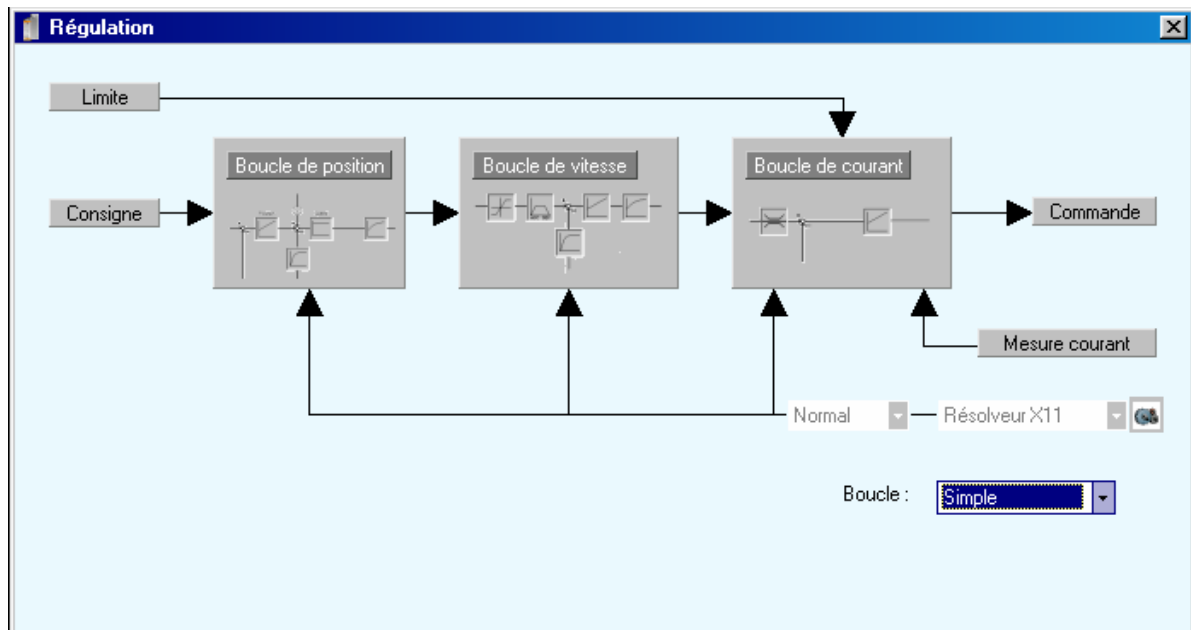 Régulation
Limite
Boucle de position
Boucle de vitesse
Boucle de courant
Consigne
Commande
Mesure courant
Normal
Résolveur X11
Boucle :
Simple